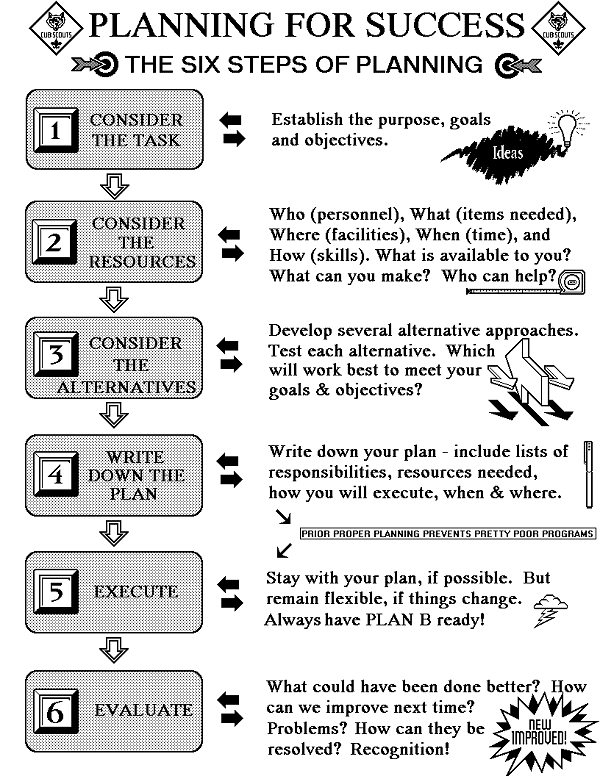 PLANNING FOR SUCCESS
CUB SCOUTS
CUB SCOUTS
THE SIX STEPS OF PLANNING
1
CONSIDER
THE TASK
Establish the purpose, goals
and objectives.
Ideas
2
CONSIDER
THE
RESOURCES
Who (personnel), What (items needed),
Where (facilities), When (time), and
How (skills). What is available to you?
What can you make? Who can help?
3
CONSIDER
THE
ALTERNATIVES
Develop several alternative approaches.
Test each alternative. Which
will work best to meet your
goals & objectives?
4
WRITE
DOWN THE
PLAN
Write down your plan - include lists of
responsibilities, resources needed,
how you will execute, when & where.
PRIOR PROPER PLANNING PREVENTS PRETTY POOR PROGRAMS
5
EXECUTE
Stay with your plan, if possible. But
remain flexible, if things change.
Always have PLAN B ready!
6
EVALUATE
What could have been done better? How
can we improve next time?
Problems? How can they be
resolved? Recognition!
NEW
IMPROVED!